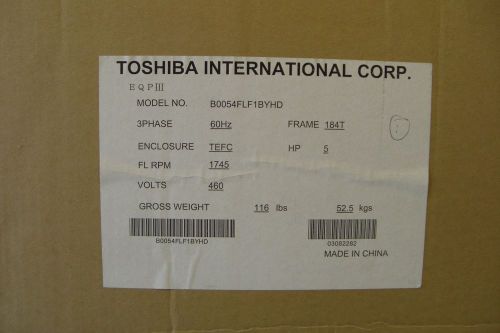 TOSHIBA INTERNATIONAL CORP.
EQPIII
MODEL NO. B0054FLF1BYHD
3PHASE 60Hz FRAME 184T
ENCLOSURE TEFC HP 5
FL RPM 1745
VOLTS 460
GROSS WEIGHT 116 lbs 52.5 kgs
B0054FLF1BYHD 03082282
MADE IN CHINA